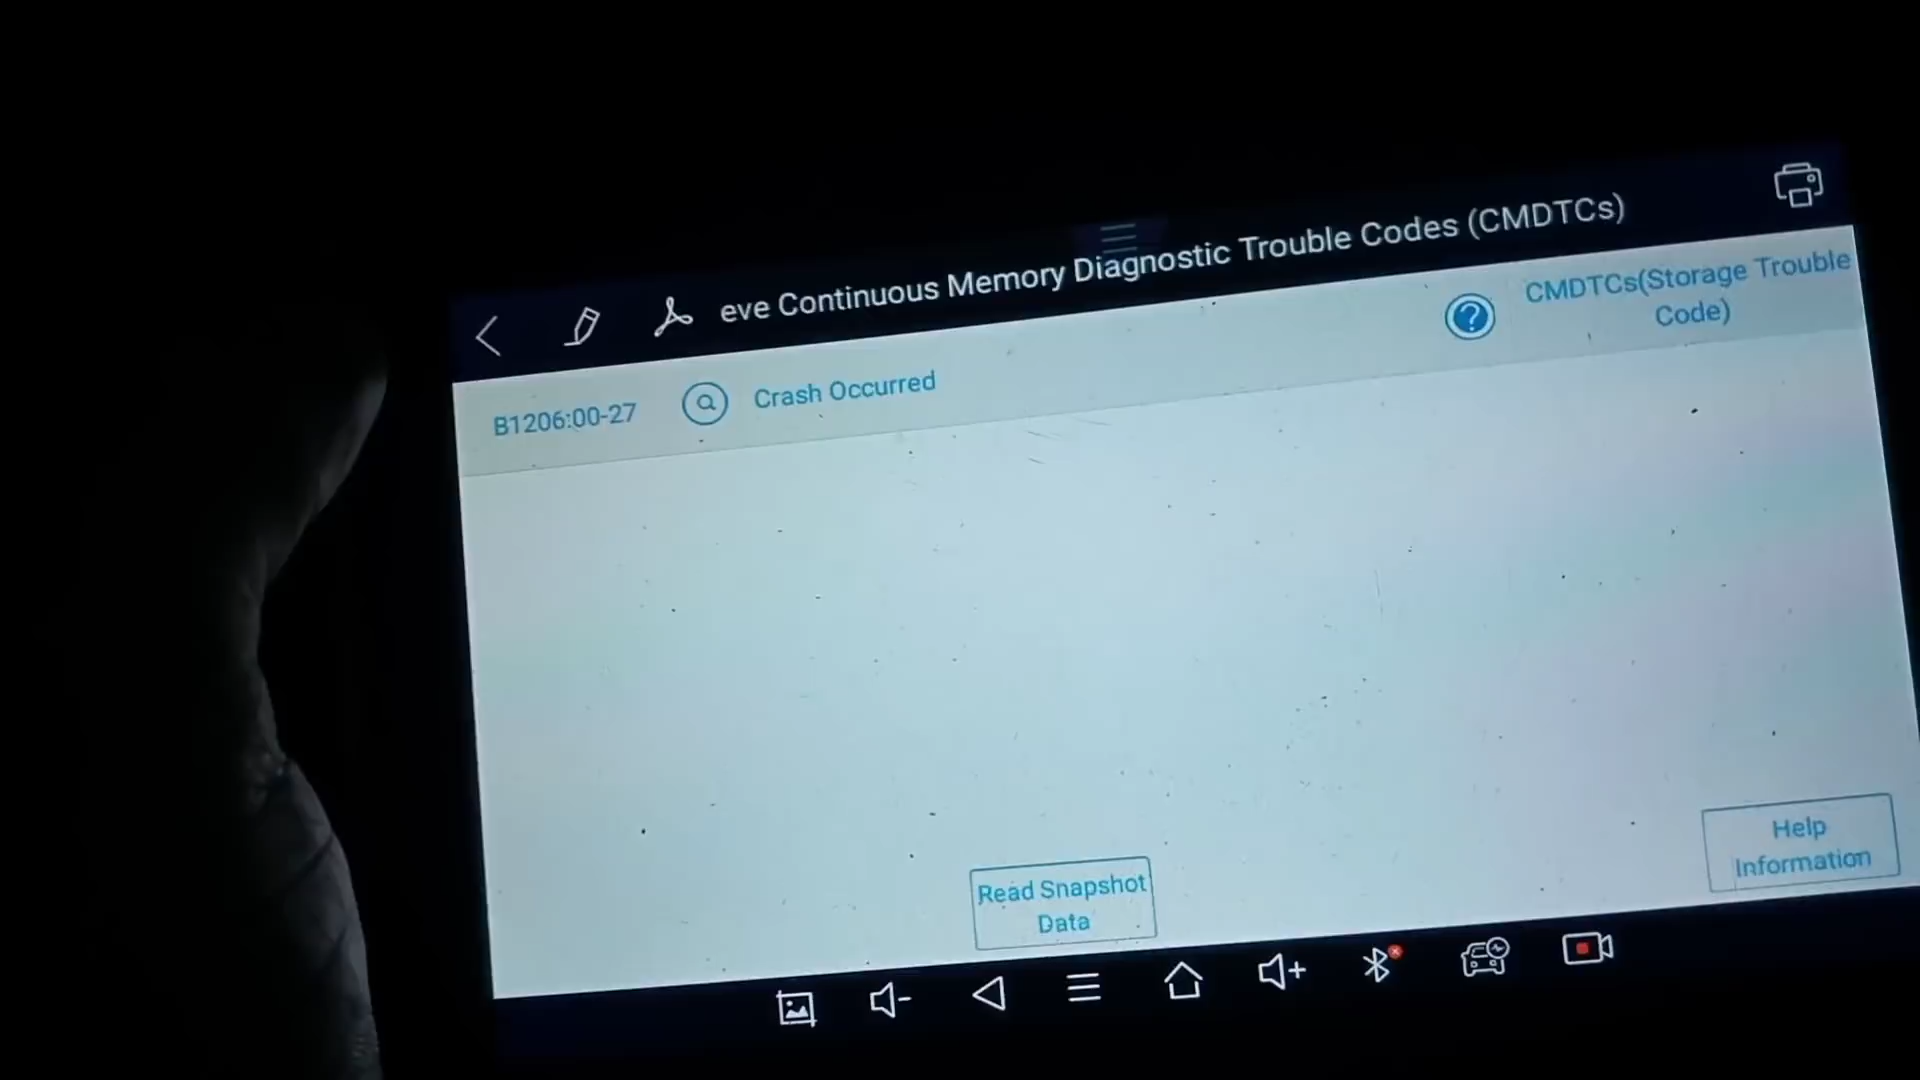 eve Continuous Memory Diagnostic Trouble Codes (CMDTCs)
B1206:00-27
Crash Occurred
?
CMDTCs(Storage Trouble
Code)
Read Snapshot
Data
Help
Information